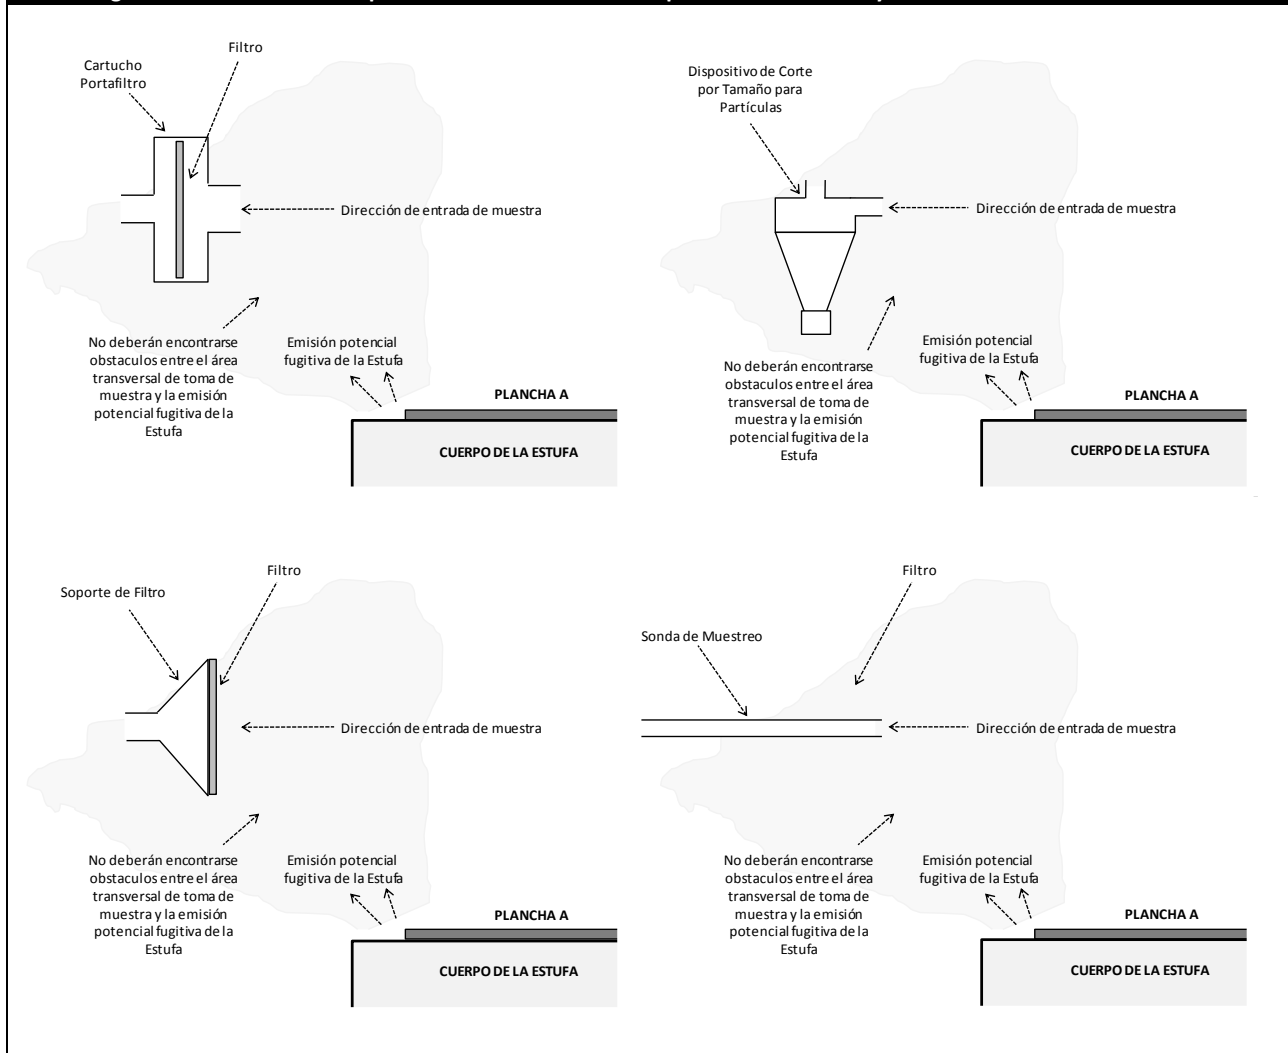 Filtro
Cartucho
Portafiltro
Dirección de entrada de muestra
No deberán encontrarse
obstaculos entre el área
transversal de toma de
muestra y la emisión
potencial fugitiva de la
Estufa
Emisión potencial
fugitiva de la Estufa
PLANCHA A
CUERPO DE LA ESTUFA
Dispositivo de Corte
por Tamaño para
Partículas
Dirección de entrada de muestra
No deberán encontrarse
obstaculos entre el área
transversal de toma de
muestra y la emisión
potencial fugitiva de la
Estufa
Emisión potencial
fugitiva de la Estufa
PLANCHA A
CUERPO DE LA ESTUFA
Filtro
Soporte de Filtro
Dirección de entrada de muestra
No deberán encontrarse
obstaculos entre el área
transversal de toma de
muestra y la emisión
potencial fugitiva de la
Estufa
Emisión potencial
fugitiva de la Estufa
PLANCHA A
CUERPO DE LA ESTUFA
Filtro
Sonda de Muestreo
Dirección de entrada de muestra
No deberán encontrarse
obstaculos entre el área
transversal de toma de
muestra y la emisión
potencial fugitiva de la
Estufa
Emisión potencial
fugitiva de la Estufa
PLANCHA A
CUERPO DE LA ESTUFA